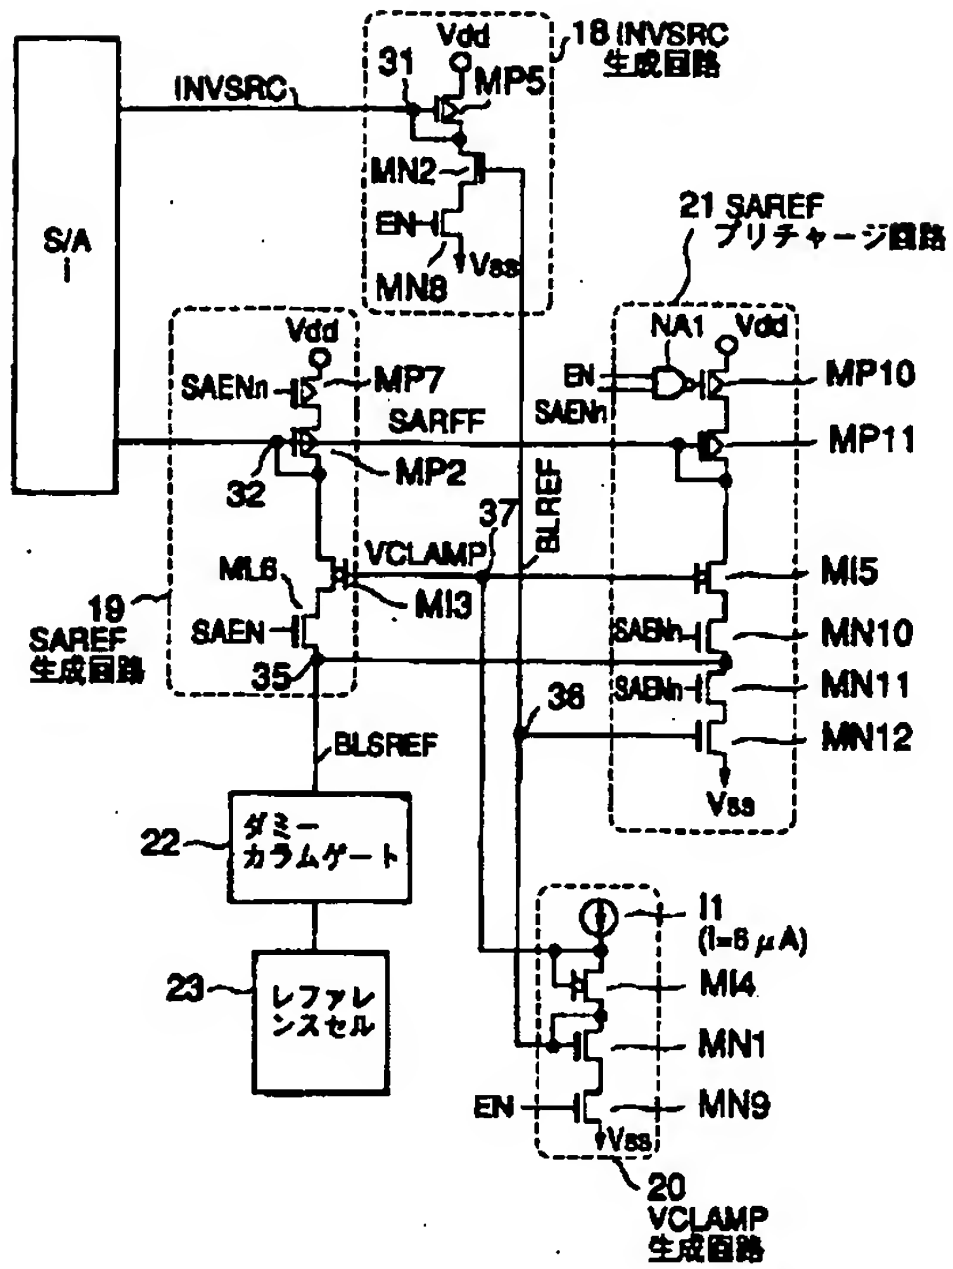 Vdd
18 INVSRC
生成回路
31
INVSRC
MP5
MN2
EN
Vss
MN8
S/A
21 SAREF
プリチャージ回路
Vdd
NA1
Vdd
SAENn
MP7
EN
SAENn
MP10
SARFF
MP11
32
MP2
BLREF
37
VCLAMP
ML6
MI3
MI5
19
SAREF
生成回路
SAEN
SAENn
MN10
35
SAENn
MN11
36
MN12
BLSREF
Vss
22
ダミー
カラムゲート
I1
(I=6μA)
23
レファレ
ンスセル
MI4
MN1
EN
MN9
Vss
20
VCLAMP
生成回路